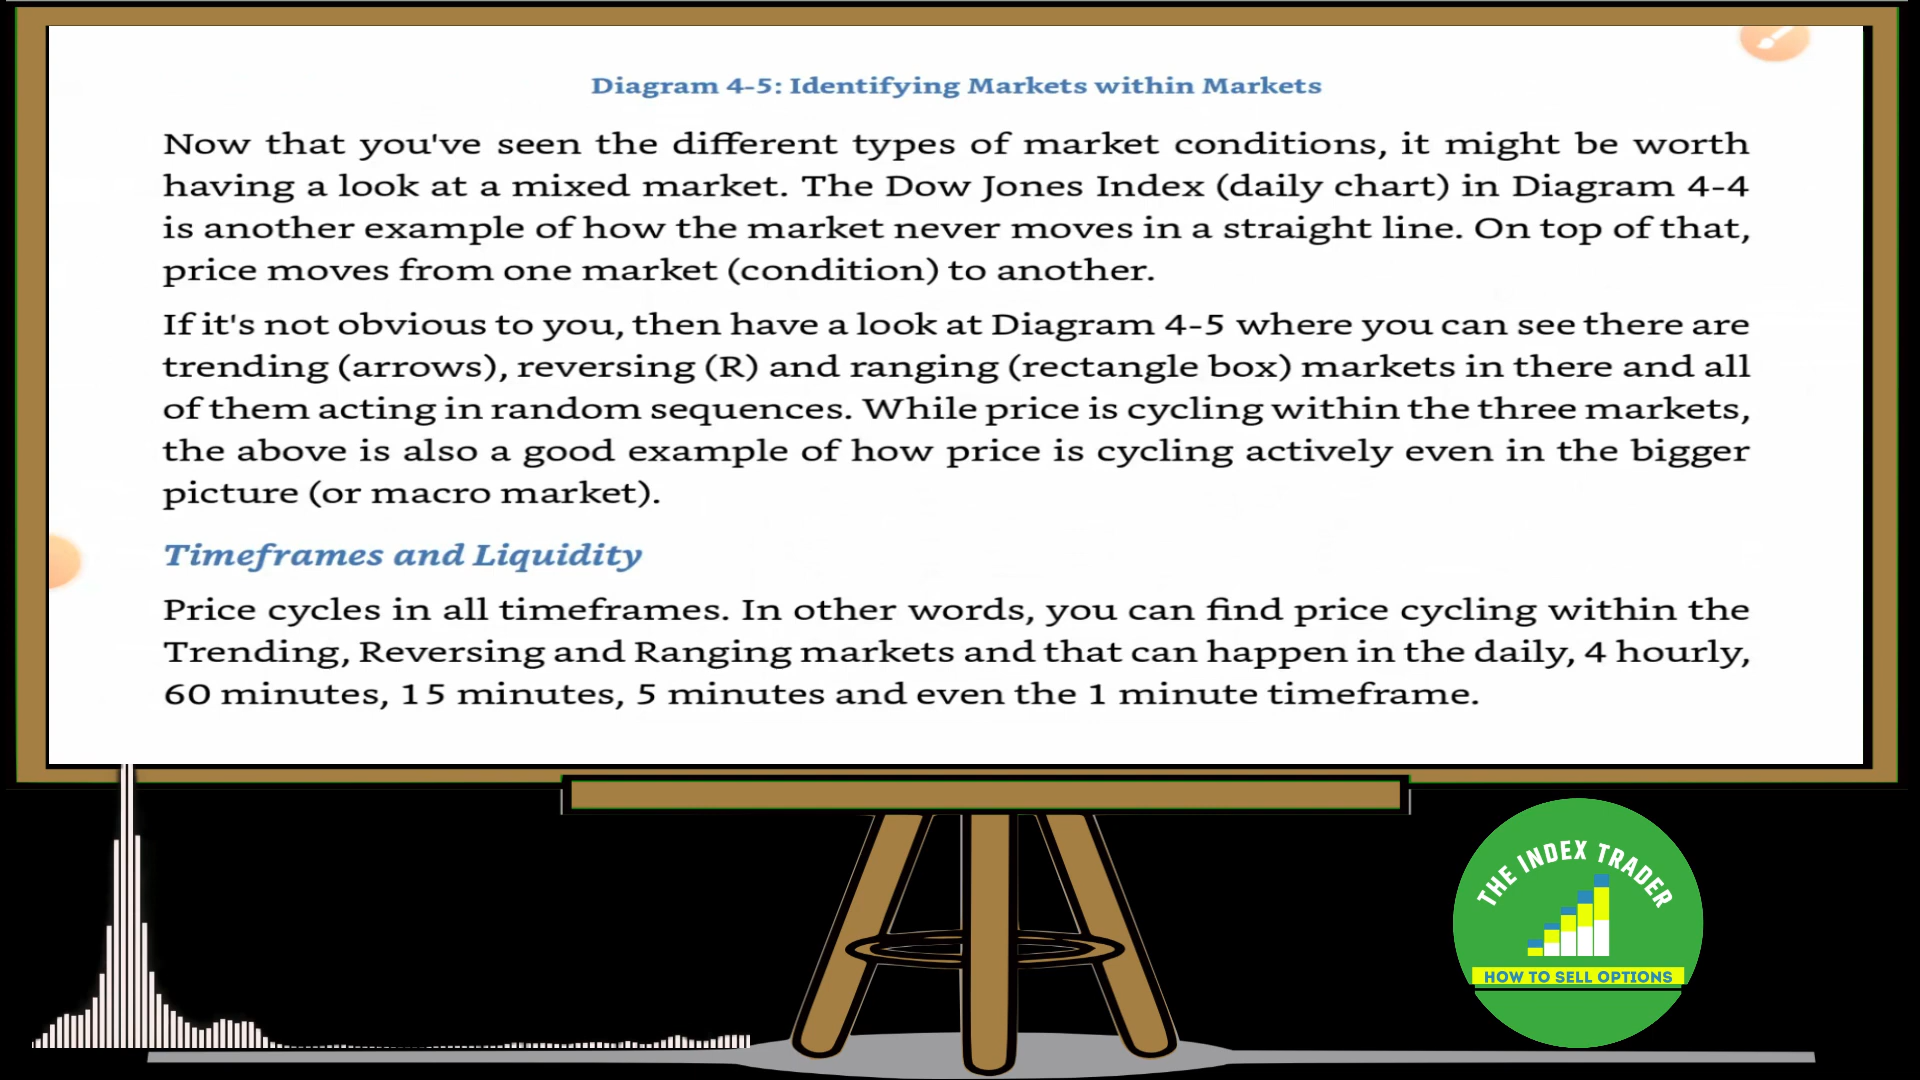 Diagram 4-5: Identifying Markets within Markets
Now that you've seen the different types of market conditions, it might be worth
having a look at a mixed market. The Dow Jones Index (daily chart) in Diagram 4-4
is another example of how the market never moves in a straight line. On top of that,
price moves from one market (condition) to another.
If it's not obvious to you, then have a look at Diagram 4-5 where you can see there are
trending (arrows), reversing (R) and ranging (rectangle box) markets in there and all
of them acting in random sequences. While price is cycling within the three markets,
the above is also a good example of how price is cycling actively even in the bigger
picture (or macro market).
Timeframes and Liquidity
Price cycles in all timeframes. In other words, you can find price cycling within the
Trending, Reversing and Ranging markets and that can happen in the daily, 4 hourly,
60 minutes, 15 minutes, 5 minutes and even the 1 minute timeframe.
THE INDEX TRADER
HOW TO SELL OPTIONS